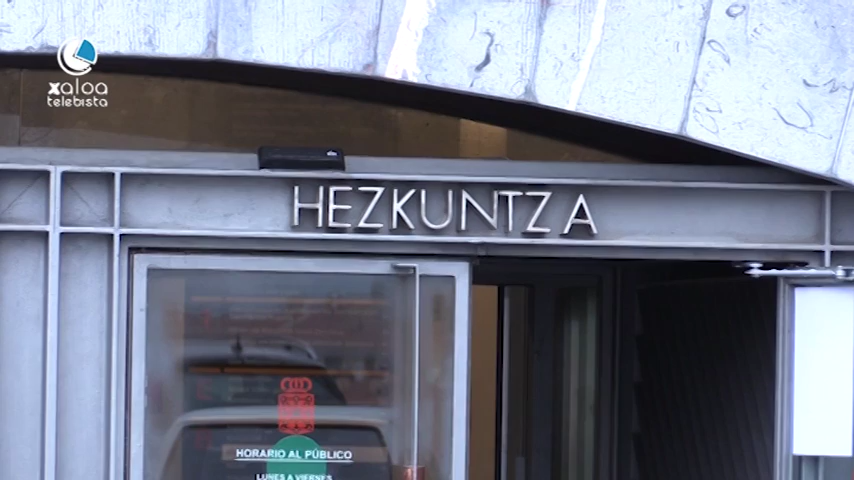 xaloa
telebista
HEZKUNTZA
HORARIO AL PÚBLICO
LUNES A VIERNES